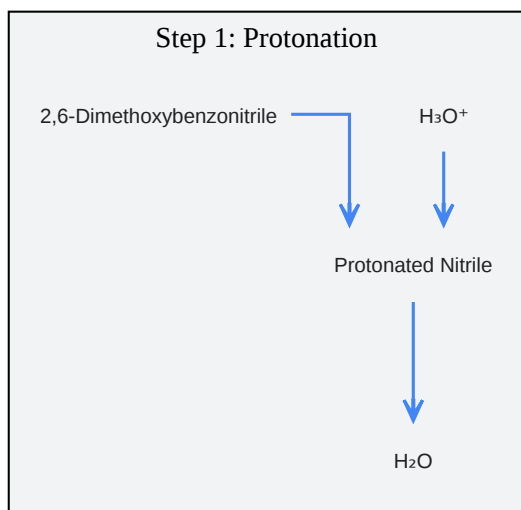 Step 1: Protonation
2,6-Dimethoxybenzonitrile
H₃O⁺
Protonated Nitrile
H₂O